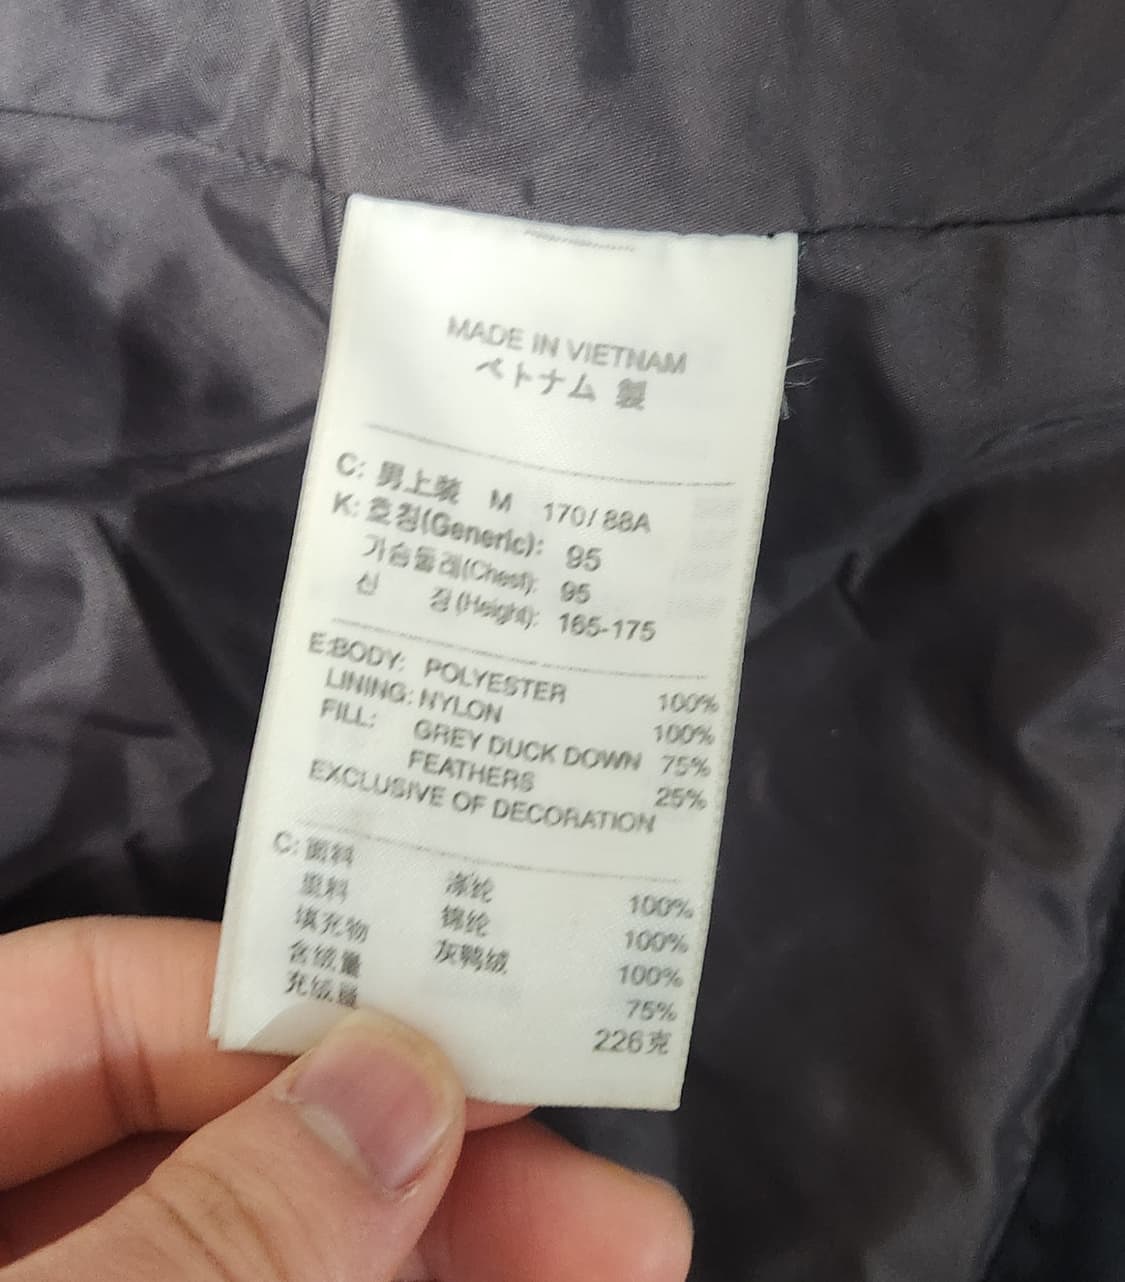 MADE IN VIETNAM
ベトナム 製
C: 男上装 M 170/88A
K: 호칭(Generic): 95
가슴둘레(Chest): 95
신 장(Height): 165-175
E:BODY: POLYESTER 100%
LINING: NYLON 100%
FILL: GREY DUCK DOWN 75%
FEATHERS 25%
EXCLUSIVE OF DECORATION
C: 面料 涤纶 100%
里料 锦纶 100%
填充物 灰鸭绒 100%
含绒量 75%
充绒量 226克